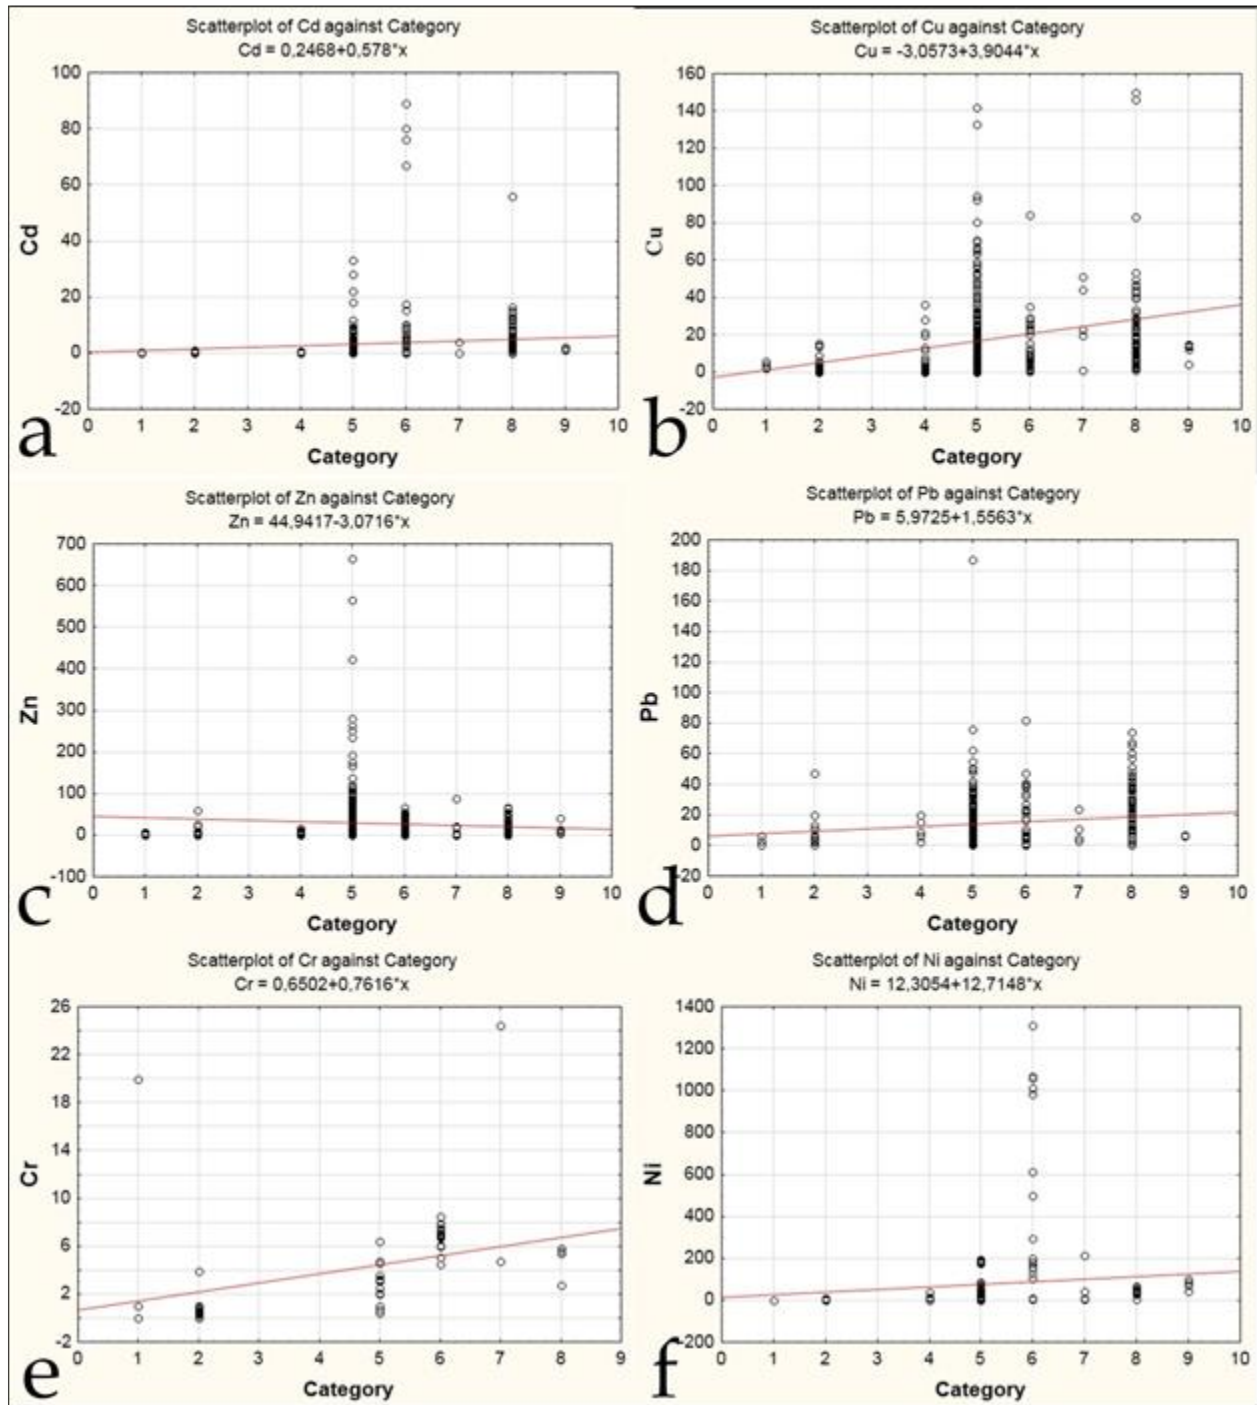 Scatterplot of Cd against Category
Cd = 0,2468+0,578*x
100
80
60
40
20
0
-20
Cd
0 1 2 3 4 5 6 7 8 9 10
Category
a
Scatterplot of Cu against Category
Cu = -3,0573+3,9044*x
160
140
120
100
80
60
40
20
0
-20
Cu
0 1 2 3 4 5 6 7 8 9 10
Category
b
Scatterplot of Zn against Category
Zn = 44,9417-3,0716*x
700
600
500
400
300
200
100
0
-100
Zn
0 1 2 3 4 5 6 7 8 9 10
Category
c
Scatterplot of Pb against Category
Pb = 5,9725+1,5563*x
200
180
160
140
120
100
80
60
40
20
0
-20
Pb
0 1 2 3 4 5 6 7 8 9 10
Category
d
Scatterplot of Cr against Category
Cr = 0,6502+0,7616*x
26
22
18
14
10
6
2
-2
Cr
0 1 2 3 4 5 6 7 8 9
Category
e
Scatterplot of Ni against Category
Ni = 12,3054+12,7148*x
1400
1200
1000
800
600
400
200
0
-200
Ni
0 1 2 3 4 5 6 7 8 9 10
Category
f